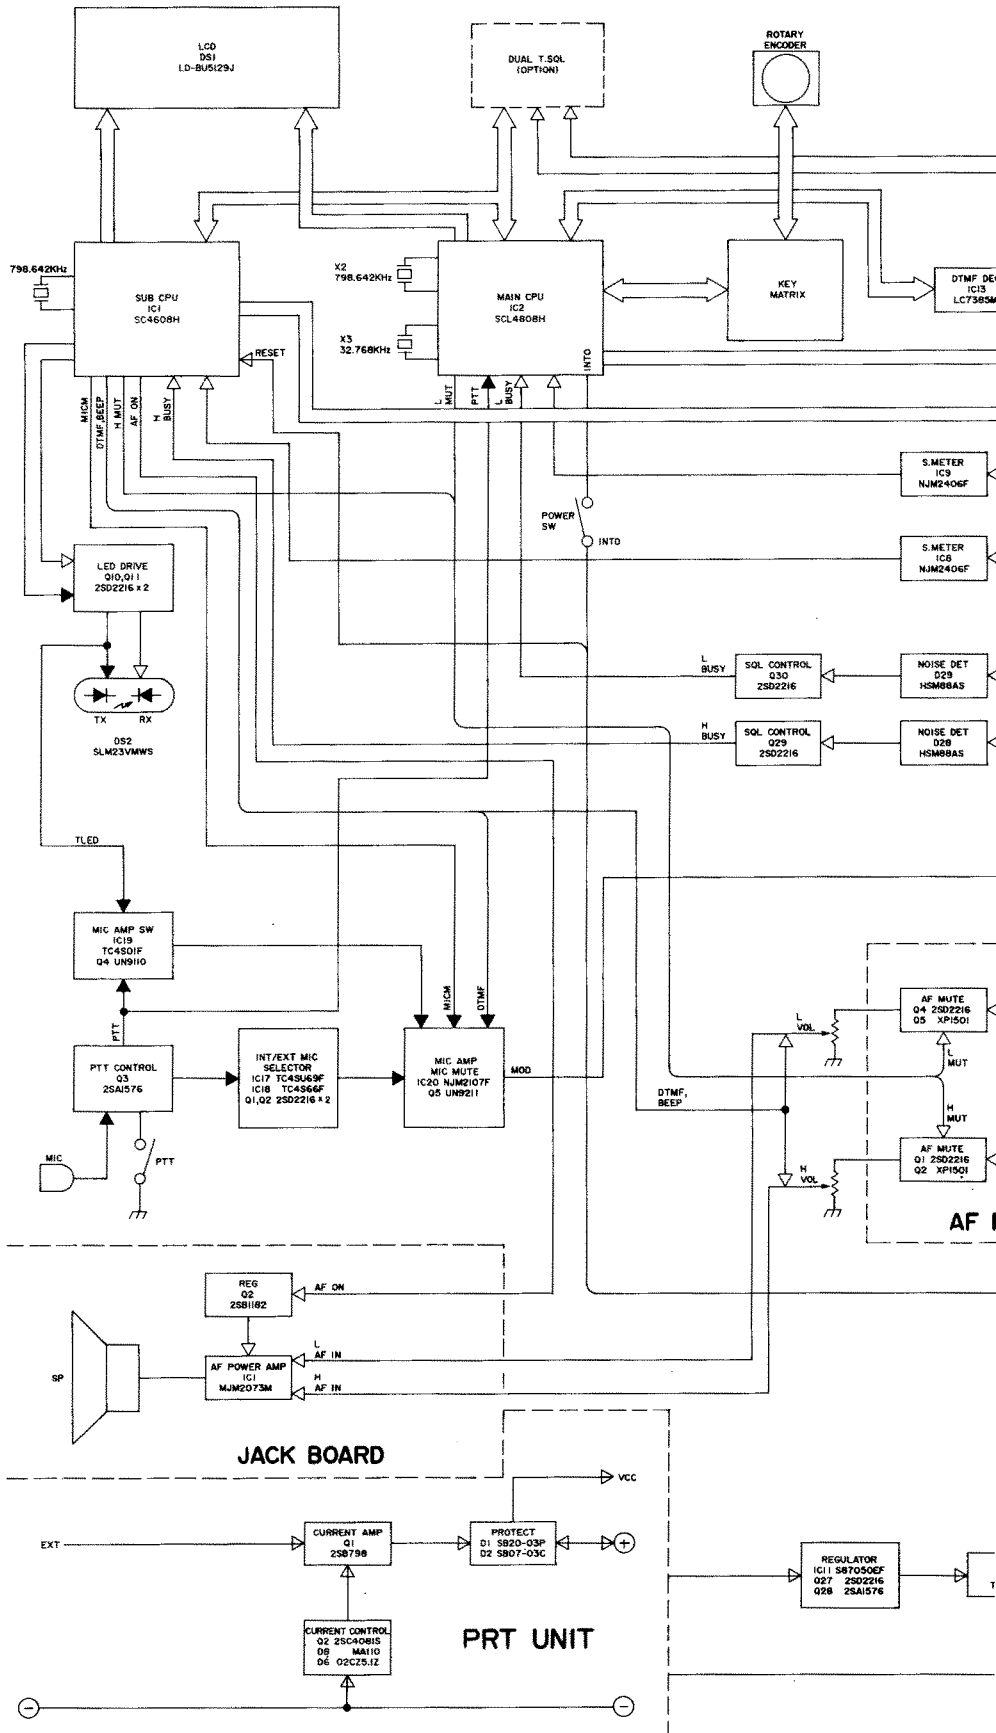 LCD
DS1
LD-BU5129J
DUAL T.SQL
(OPTION)
ROTARY
ENCODER
798.642KHz
SUB CPU
IC1
SC4608H
X2
798.642KHz
X3
32.768KHz
MAIN CPU
IC2
SCL4808H
INTO
KEY
MATRIX
DTMF DEC
IC13
LC7385M
RESET
MICM
DTMF,BEEP
H MUT
AF ON
H
BUSY
L
MUT
PTT
L
BUSY
S.METER
IC9
NJM2406F
POWER
SW
INTO
S.METER
IC8
NJM2406F
LED DRIVE
Q10,Q11
2SD2216 x 2
TX
RX
DS2
SLM23VMWS
L
BUSY
SQL CONTROL
Q30
2SD2216
NOISE DET
D29
HSM88AS
H
BUSY
SQL CONTROL
Q29
2SD2216
NOISE DET
D28
HSM88AS
TLED
MIC AMP SW
IC19
TC4S01F
Q4 UN9110
PTT
MICM
DTMF
PTT CONTROL
Q3
2SA1576
INT/EXT MIC
SELECTOR
IC17 TC4SU69F
IC18 TC4S66F
Q1,Q2 2SD2216 x 2
MIC AMP
MIC MUTE
IC20 NJM2107F
Q5 UN9211
MOD
MIC
PTT
L
VOL
AF MUTE
Q4 2SD2216
Q5 XP1501
L
MUT
DTMF,
BEEP
H
MUT
H
VOL
AF MUTE
Q1 2SD2216
Q2 XP1501
AF
REG
Q2
2SB1182
AF ON
SP
AF POWER AMP
IC1
MJM2073M
L
AF IN
H
AF IN
JACK BOARD
VCC
EXT
CURRENT AMP
Q1
2SB798
PROTECT
D1 SB20-03P
D2 SB07-03C
+
REGULATOR
IC11 S87050EF
Q27 2SD2216
Q28 2SA1576
T
CURRENT CONTROL
Q2 2SC4081S
D8 MA110
D6 02CZ5.1Z
PRT UNIT
-
-